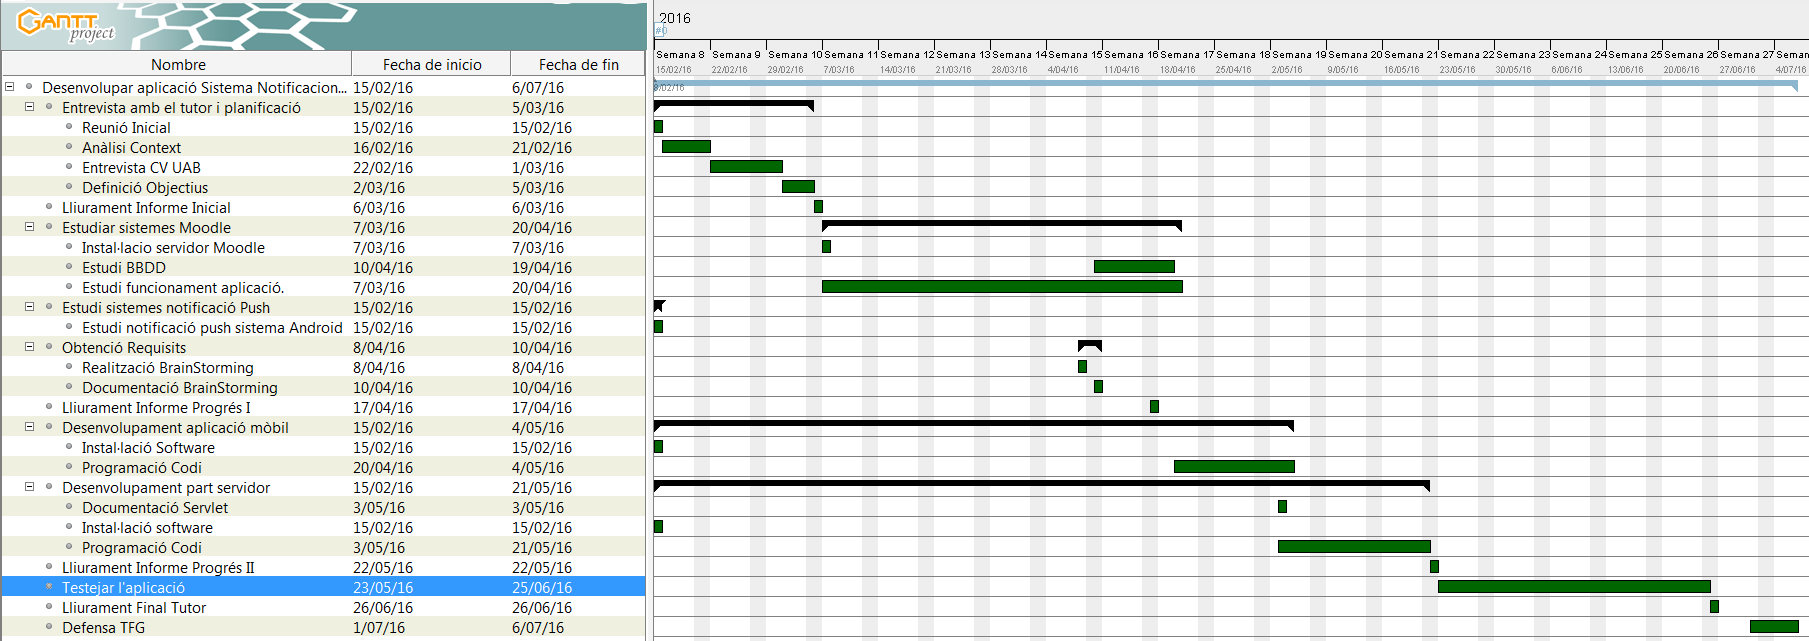 GANTT project
2016
#0
Semana 8 Semana 9 Semana 10 Semana 11 Semana 12 Semana 13 Semana 14 Semana 15 Semana 16 Semana 17 Semana 18 Semana 19 Semana 20 Semana 21 Semana 22 Semana 23 Semana 24 Semana 25 Semana 26 Semana 27 Seman
Nombre Fecha de inicio Fecha de fin
15/02/16 22/02/16 29/02/16 7/03/16 14/03/16 21/03/16 28/03/16 4/04/16 11/04/16 18/04/16 25/04/16 2/05/16 9/05/16 16/05/16 23/05/16 30/05/16 6/06/16 13/06/16 20/06/16 27/06/16 4/07/16
Desenvolupar aplicació Sistema Notificacion... 15/02/16 6/07/16
Entrevista amb el tutor i planificació 15/02/16 5/03/16
Reunió Inicial 15/02/16 15/02/16
Anàlisi Context 16/02/16 21/02/16
Entrevista CV UAB 22/02/16 1/03/16
Definició Objectius 2/03/16 5/03/16
Lliurament Informe Inicial 6/03/16 6/03/16
Estudiar sistemes Moodle 7/03/16 20/04/16
Instal·lacio servidor Moodle 7/03/16 7/03/16
Estudi BBDD 10/04/16 19/04/16
Estudi funcionament aplicació. 7/03/16 20/04/16
Estudi sistemes notificació Push 15/02/16 15/02/16
Estudi notificació push sistema Android 15/02/16 15/02/16
Obtenció Requisits 8/04/16 10/04/16
Realització BrainStorming 8/04/16 8/04/16
Documentació BrainStorming 10/04/16 10/04/16
Lliurament Informe Progrés I 17/04/16 17/04/16
Desenvolupament aplicació mòbil 15/02/16 4/05/16
Instal·lació Software 15/02/16 15/02/16
Programació Codi 20/04/16 4/05/16
Desenvolupament part servidor 15/02/16 21/05/16
Documentació Servlet 3/05/16 3/05/16
Instal·lació software 15/02/16 15/02/16
Programació Codi 3/05/16 21/05/16
Lliurament Informe Progrés II 22/05/16 22/05/16
Testejar l'aplicació 23/05/16 25/06/16
Lliurament Final Tutor 26/06/16 26/06/16
Defensa TFG 1/07/16 6/07/16